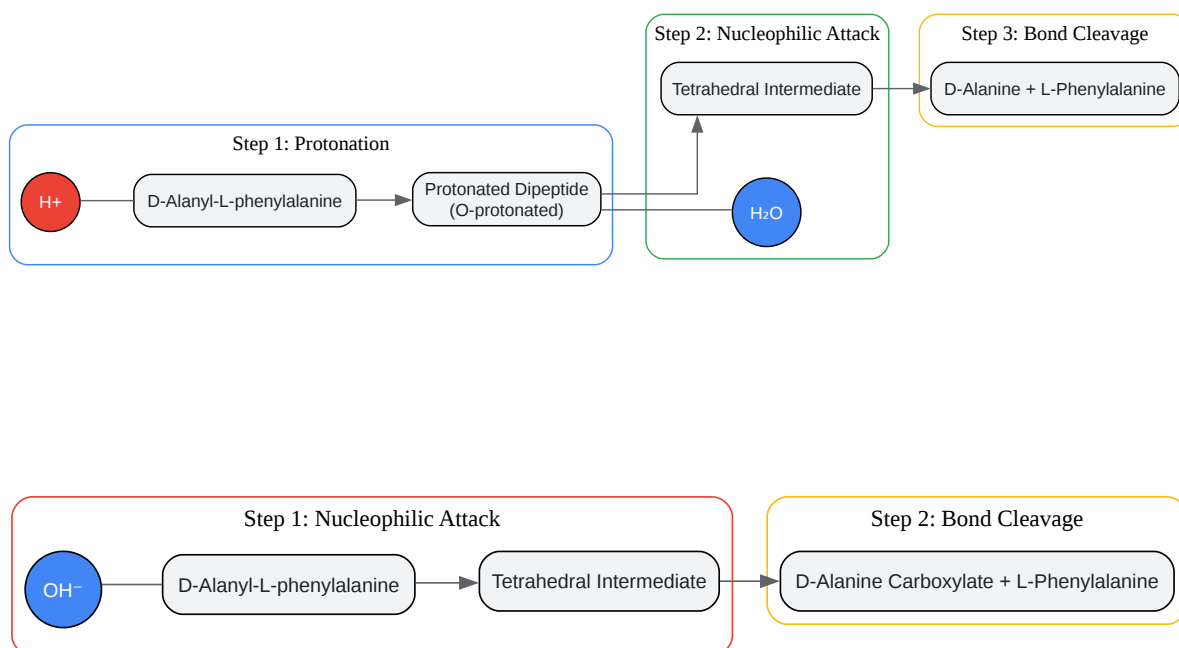 Step 1: Protonation
H+
D-Alanyl-L-phenylalanine
Protonated Dipeptide
(O-protonated)
Step 2: Nucleophilic Attack
Tetrahedral Intermediate
H₂O
Step 3: Bond Cleavage
D-Alanine + L-Phenylalanine
Step 1: Nucleophilic Attack
OH⁻
D-Alanyl-L-phenylalanine
Tetrahedral Intermediate
Step 2: Bond Cleavage
D-Alanine Carboxylate + L-Phenylalanine